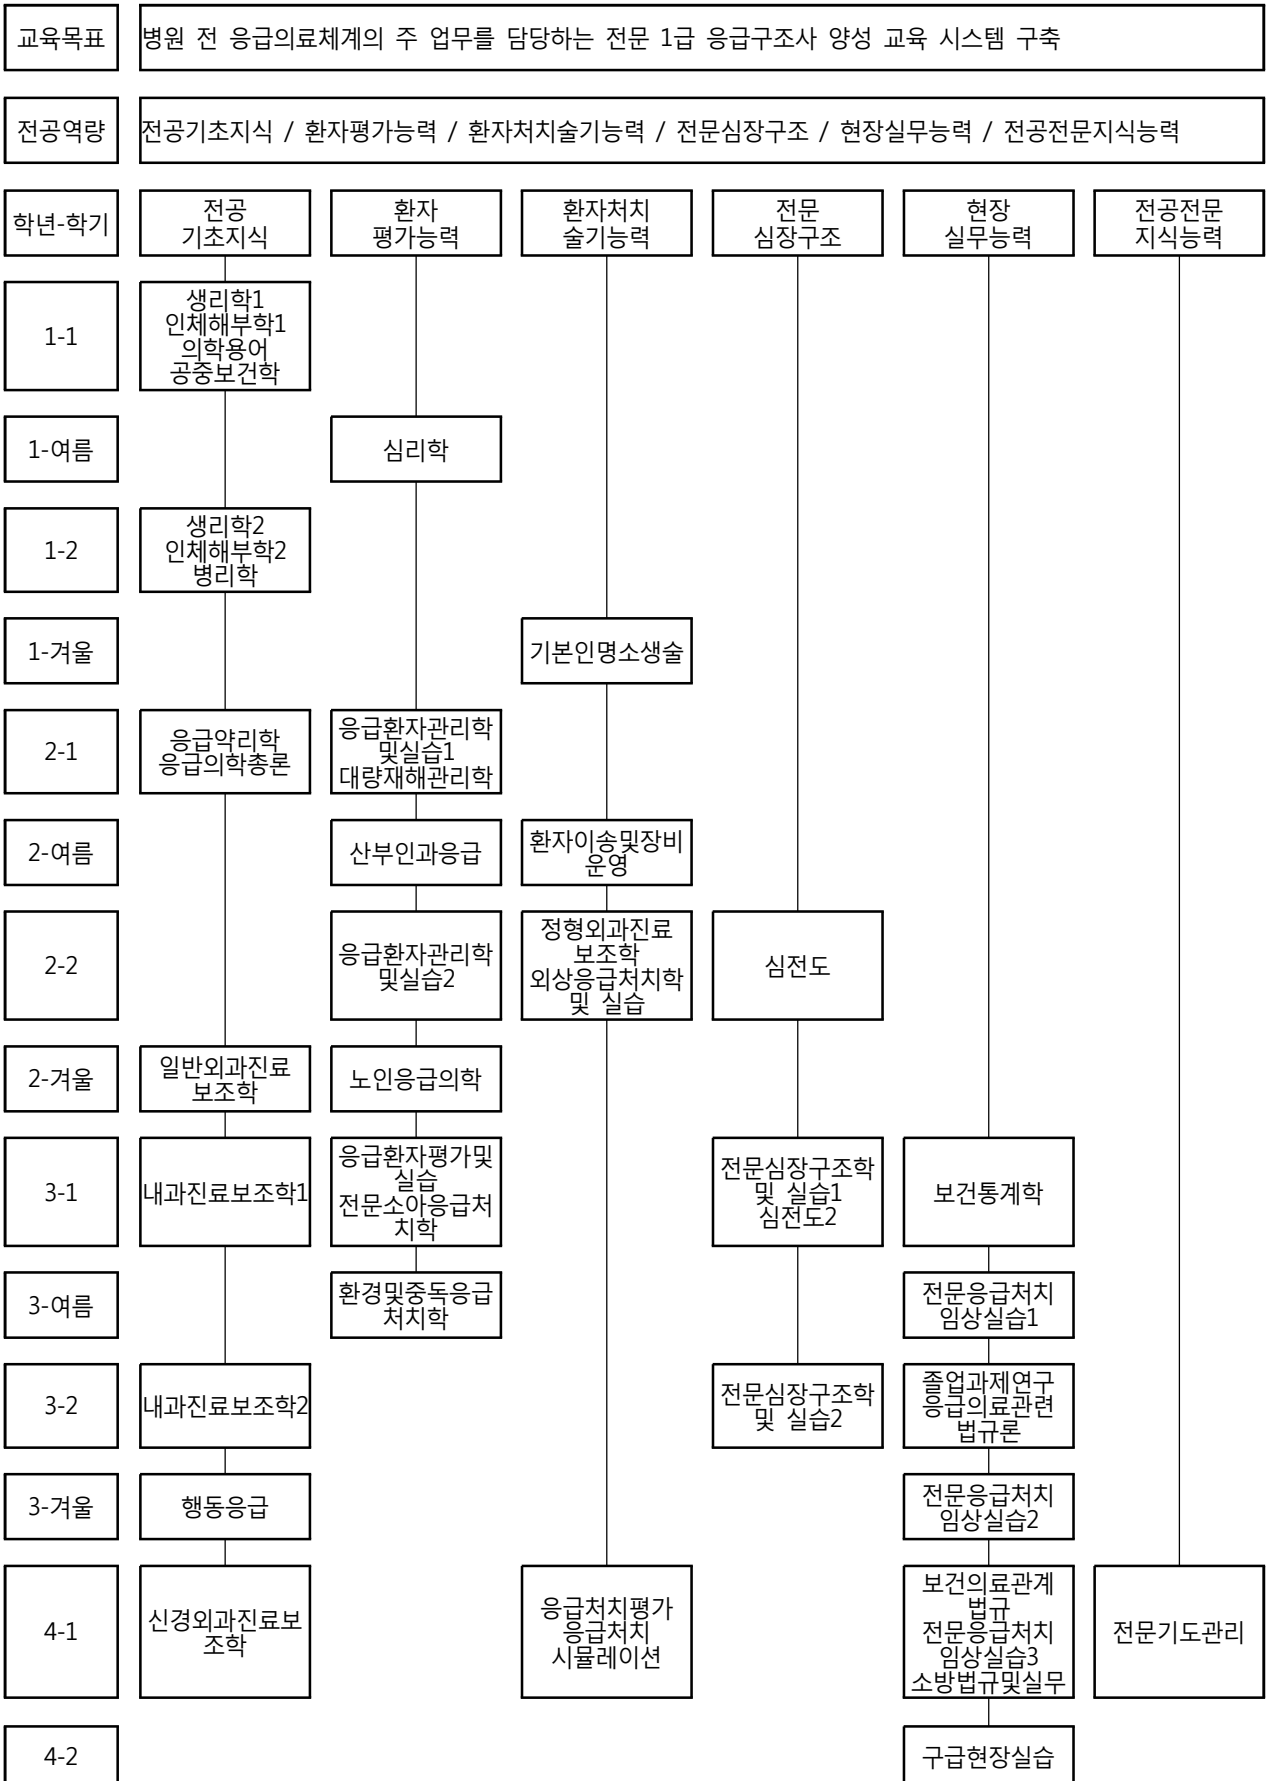 교육목표
병원 전 응급의료체계의 주 업무를 담당하는 전문 1급 응급구조사 양성 교육 시스템 구축
전공역량
전공기초지식 / 환자평가능력 / 환자처치술기능력 / 전문심장구조 / 현장실무능력 / 전공전문지식능력
학년-학기
전공
기초지식
환자
평가능력
환자처치
술기능력
전문
심장구조
현장
실무능력
전공전문
지식능력
1-1
생리학1
인체해부학1
의학용어
공중보건학
1-여름
심리학
1-2
생리학2
인체해부학2
병리학
1-겨울
기본인명소생술
2-1
응급약리학
응급의학총론
응급환자관리학
및실습1
대량재해관리학
2-여름
산부인과응급
환자이송및장비
운영
2-2
응급환자관리학
및실습2
정형외과진료
보조학
외상응급처치학
및 실습
심전도
2-겨울
일반외과진료
보조학
노인응급의학
3-1
내과진료보조학1
응급환자평가및
실습
전문소아응급처
치학
전문심장구조학
및 실습1
심전도2
보건통계학
3-여름
환경및중독응급
처치학
전문응급처치
임상실습1
3-2
내과진료보조학2
전문심장구조학
및 실습2
졸업과제연구
응급의료관련
법규론
3-겨울
행동응급
전문응급처치
임상실습2
4-1
신경외과진료보
조학
응급처치평가
응급처치
시뮬레이션
보건의료관계
법규
전문응급처치
임상실습3
소방법규및실무
전문기도관리
4-2
구급현장실습